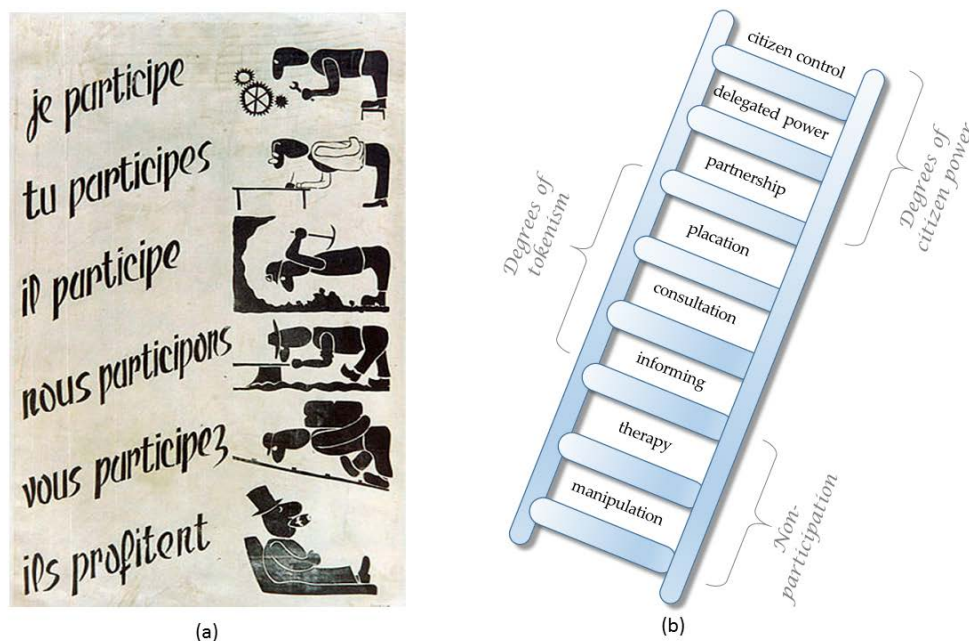 je participe
tu participes
il participe
nous participons
vous participez
ils profitent
(a)
citizen control
delegated power
partnership
placation
consultation
informing
therapy
manipulation
Degrees of
citizen power
Degrees of
tokenism
Non-
participation
(b)